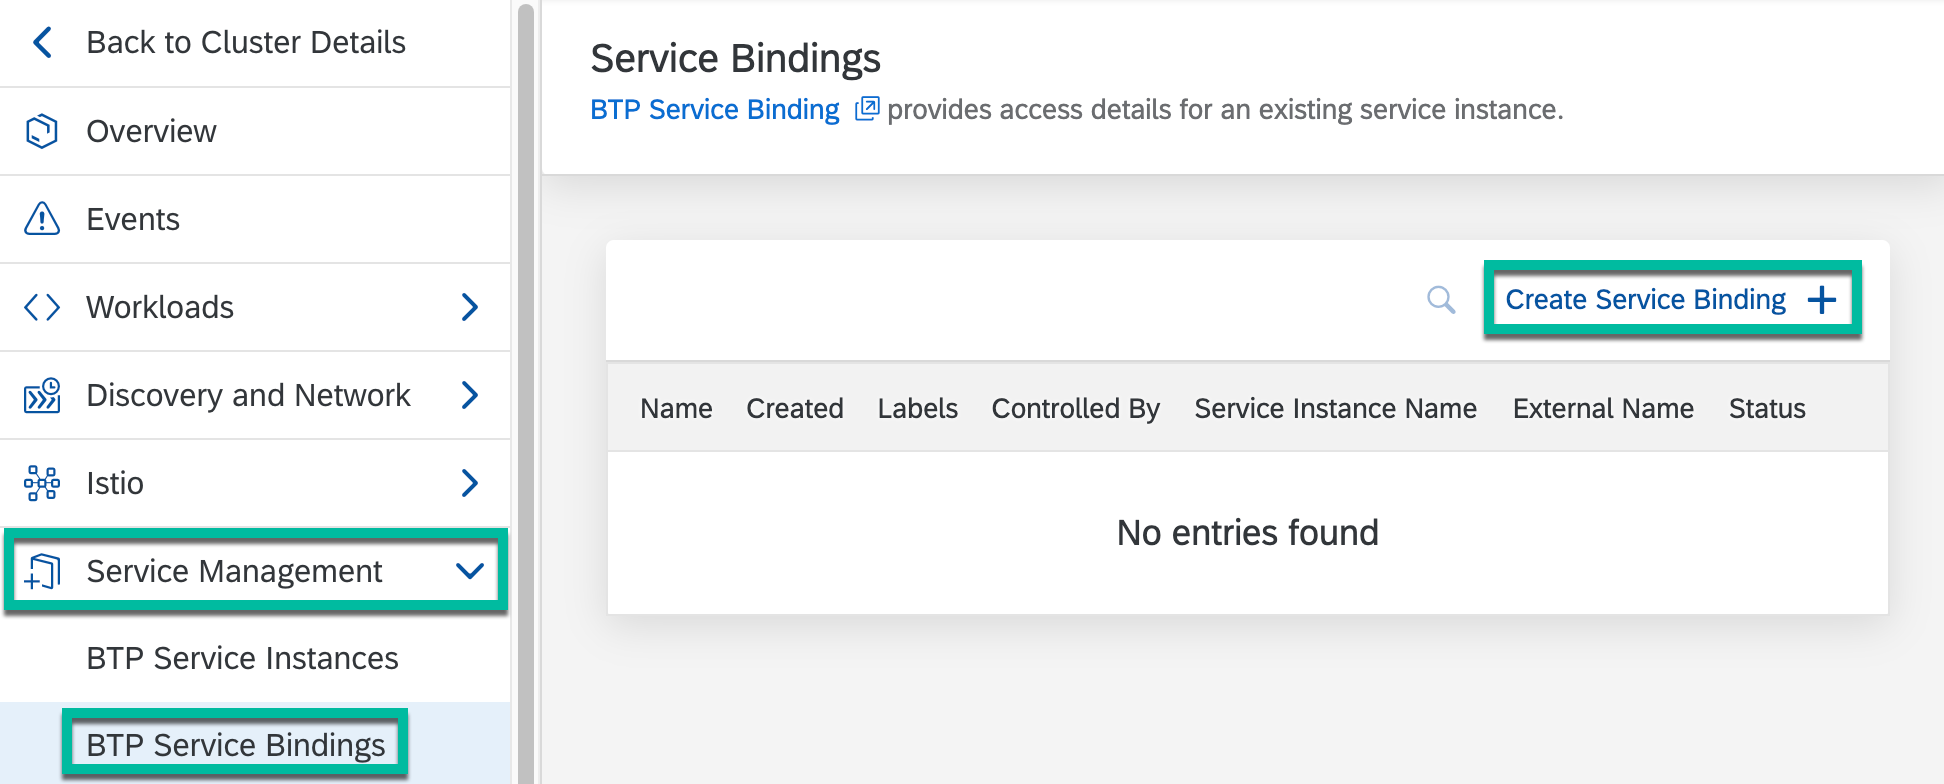 Back to Cluster Details
Overview
Events
Workloads
Discovery and Network
Istio
Service Management
BTP Service Instances
BTP Service Bindings
Service Bindings
BTP Service Binding provides access details for an existing service instance.
Create Service Binding +
Name Created Labels Controlled By Service Instance Name External Name Status
No entries found